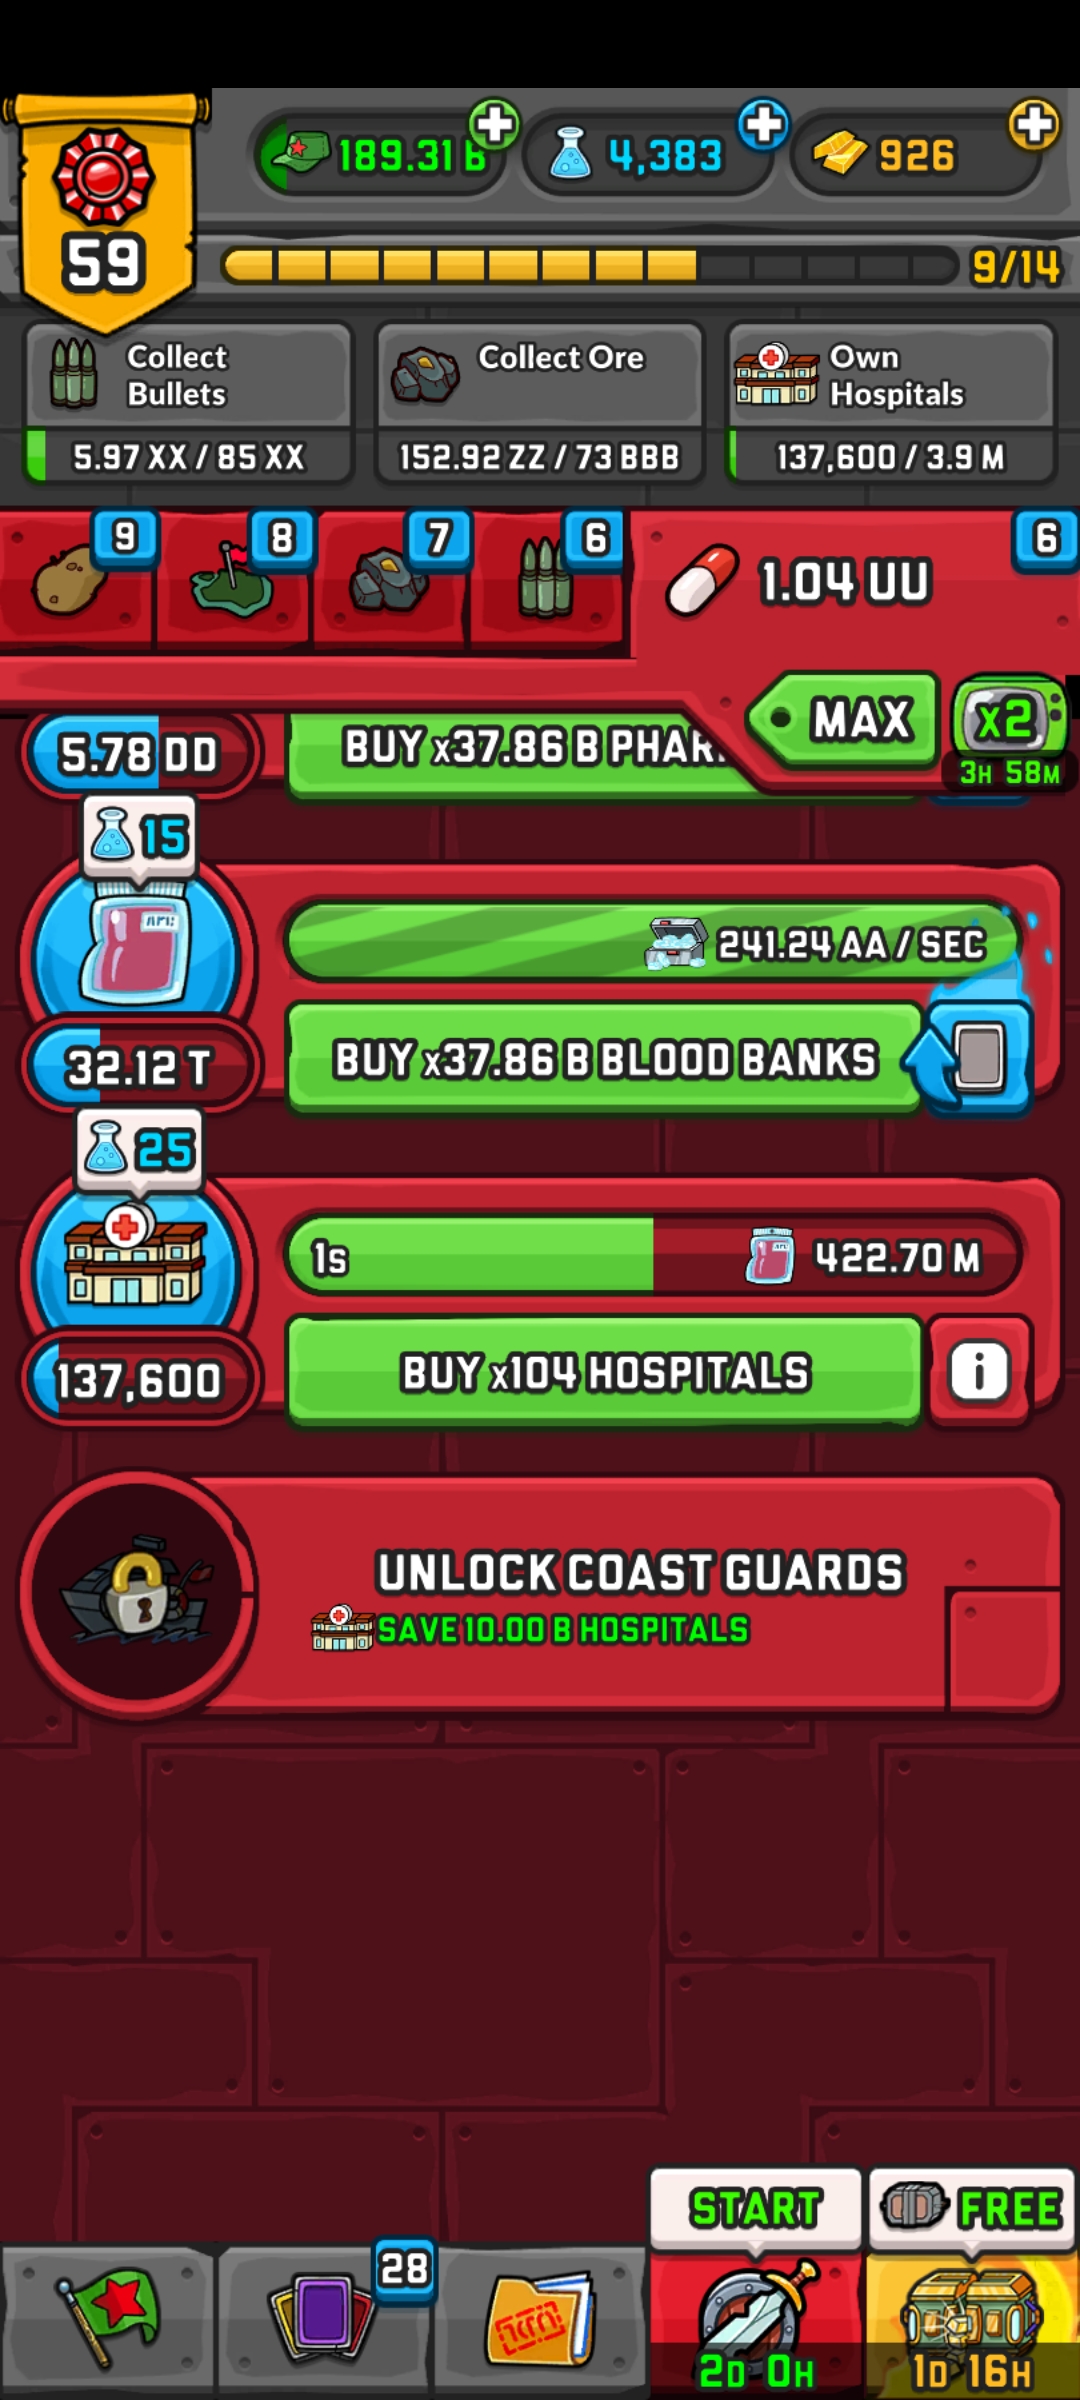 189.31 B
4,383
926
59
9/14
Collect Bullets
5.97 XX / 85 XX
Collect Ore
152.92 ZZ / 73 BBB
Own Hospitals
137,600 / 3.9 M
9
8
7
6
1.04 UU
6
MAX
x2
3H 58M
5.78 DD
BUY x37.86 B PHAR
15
241.24 AA / SEC
32.12 T
BUY x37.86 B BLOOD BANKS
25
1s
422.70 M
137,600
BUY x104 HOSPITALS
i
UNLOCK COAST GUARDS
SAVE 10.00 B HOSPITALS
START
FREE
28
2D 0H
1D 16H